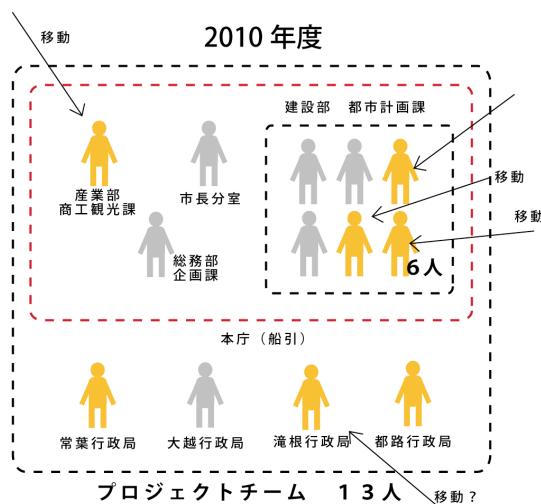 移動
2010 年度
建設部　都市計画課
産業部
商工観光課
市長分室
移動
移動
総務部
企画課
6人
本庁（船引）
常葉行政局
大越行政局
滝根行政局
都路行政局
プロジェクトチーム　１３人
移動？